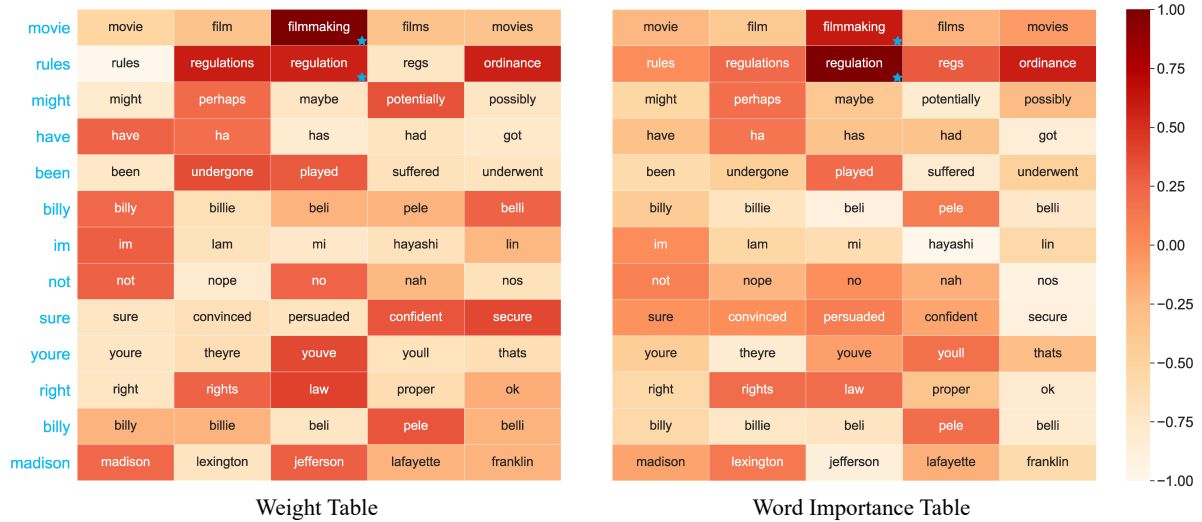 movie movie film filmmaking films movies movie film filmmaking films movies 1.00
rules rules regulations regulation regs ordinance rules regulations regulation regs ordinance 0.75
might might perhaps maybe potentially possibly might perhaps maybe potentially possibly
have have ha has had got have ha has had got 0.50
been been undergone played suffered underwent been undergone played suffered underwent 0.25
billy billy billie beli pele belli billy billie beli pele belli
im im lam mi hayashi lin im lam mi hayashi lin 0.00
not not nope no nah nos not nope no nah nos
sure sure convinced persuaded confident secure sure convinced persuaded confident secure −0.25
youre youre theyre youve youll thats youre theyre youve youll thats −0.50
right right rights law proper ok right rights law proper ok
billy billy billie beli pele belli billy billie beli pele belli −0.75
madison madison lexington jefferson lafayette franklin madison lexington jefferson lafayette franklin −1.00
Weight Table Word Importance Table